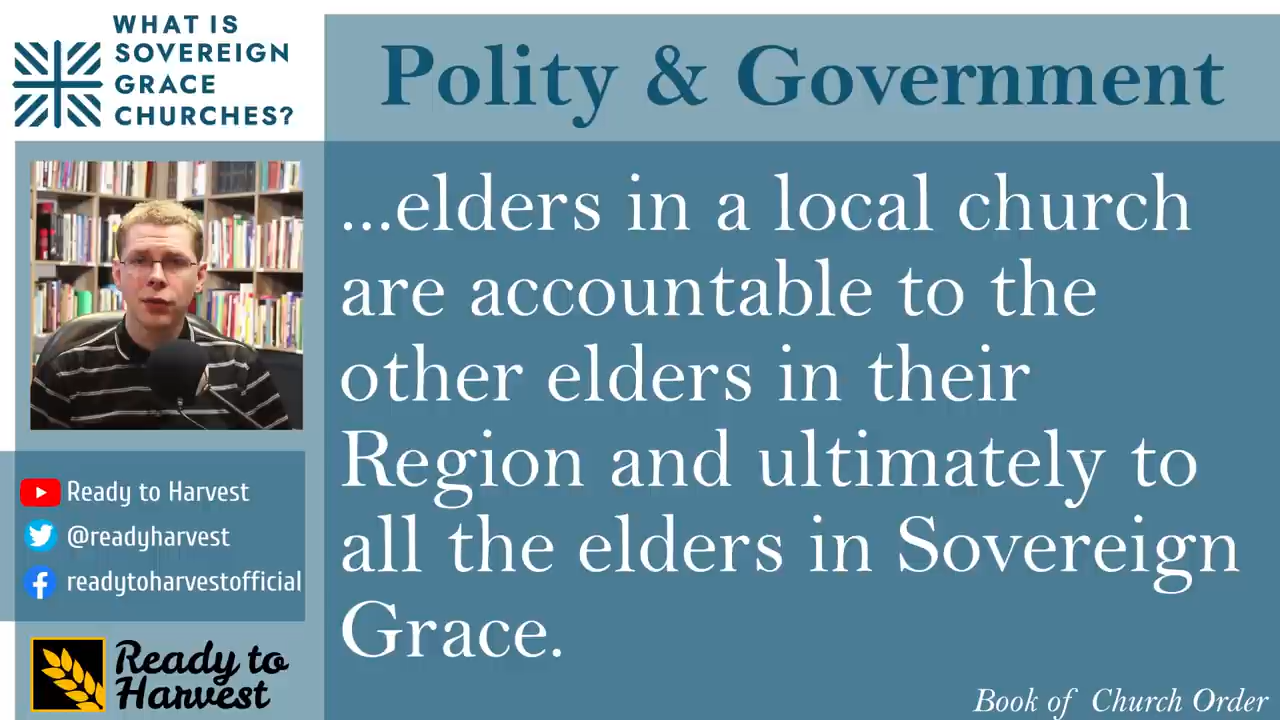 WHAT IS
SOVEREIGN
GRACE
CHURCHES?
Polity & Government
...elders in a local church
are accountable to the
other elders in their
Region and ultimately to
all the elders in Sovereign
Grace.
Book of Church Order
Ready to Harvest
@readyharvest
readytoharvestofficial
Ready to
Harvest